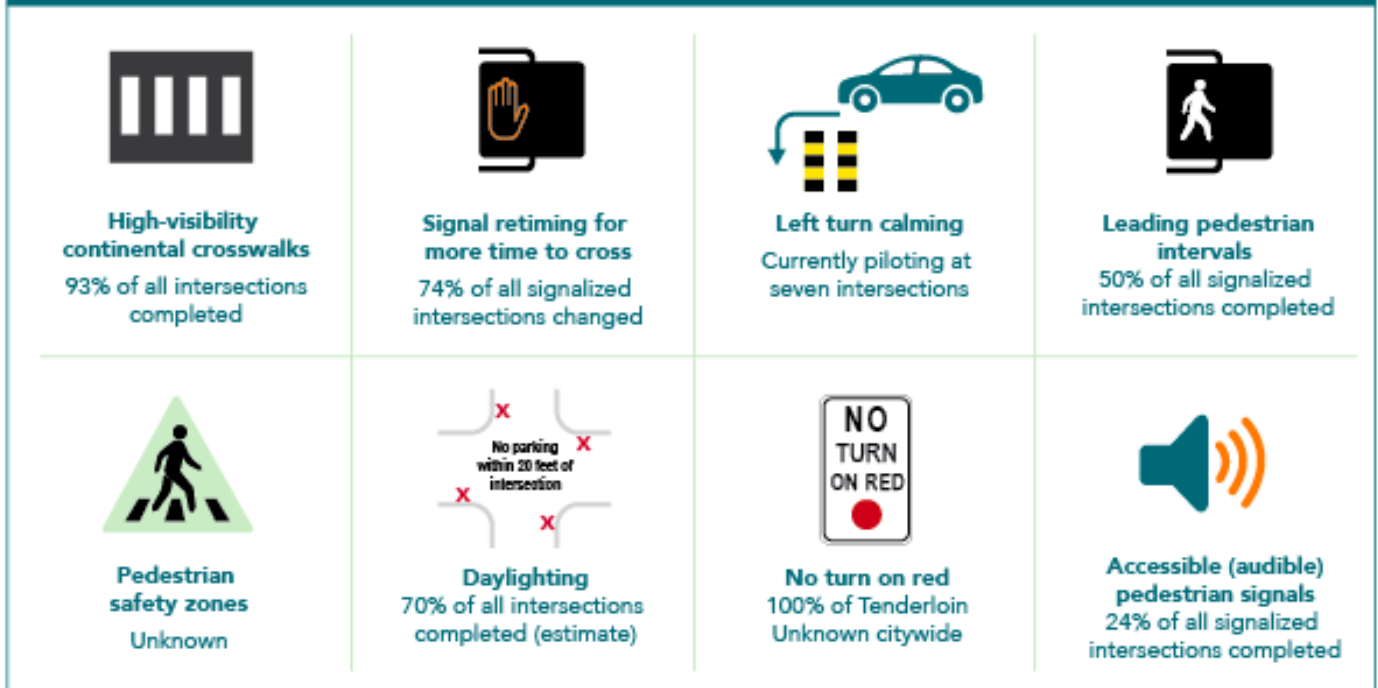 High-visibility
continental crosswalks
93% of all intersections
completed
Signal retiming for
more time to cross
74% of all signalized
intersections changed
Left turn calming
Currently piloting at
seven intersections
Leading pedestrian
intervals
50% of all signalized
intersections completed
Pedestrian
safety zones
Unknown
X
No parking
X
within 20 feet of
intersection
X
X
Daylighting
70% of all intersections
completed (estimate)
NO
TURN
ON RED
No turn on red
100% of Tenderloin
Unknown citywide
Accessible (audible)
pedestrian signals
24% of all signalized
intersections completed